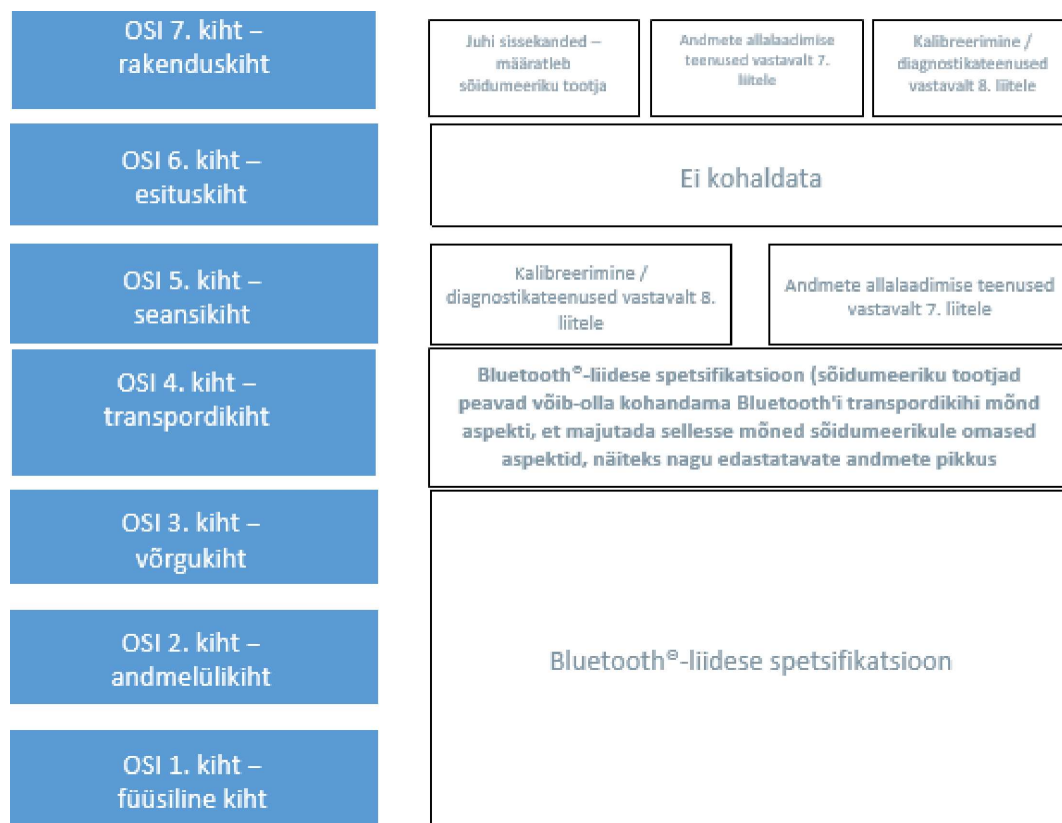 OSI 7. kiht –
rakenduskiht
Juhi sissekanded –
määratleb
sõidumeeriku tootja
Andmete allalaadimise
teenused vastavalt 7.
liitele
Kalibreerimine /
diagnostikateenused
vastavalt 8. liitele
OSI 6. kiht –
esituskiht
Ei kohaldata
OSI 5. kiht –
seansikiht
Kalibreerimine /
diagnostikateenused vastavalt 8.
liitele
Andmete allalaadimise teenused
vastavalt 7. liitele
OSI 4. kiht –
transpordikiht
Bluetooth®-liidese spetsifikatsioon (sõidumeeriku tootjad
peavad võib-olla kohandama Bluetooth'i transpordikihi mõnd
aspekti, et majutada sellesse mõned sõidumeerikule omased
aspektid, näiteks nagu edastatavate andmete pikkus
OSI 3. kiht –
võrgukiht
OSI 2. kiht –
andmelülikiht
Bluetooth®-liidese spetsifikatsioon
OSI 1. kiht –
füüsiline kiht